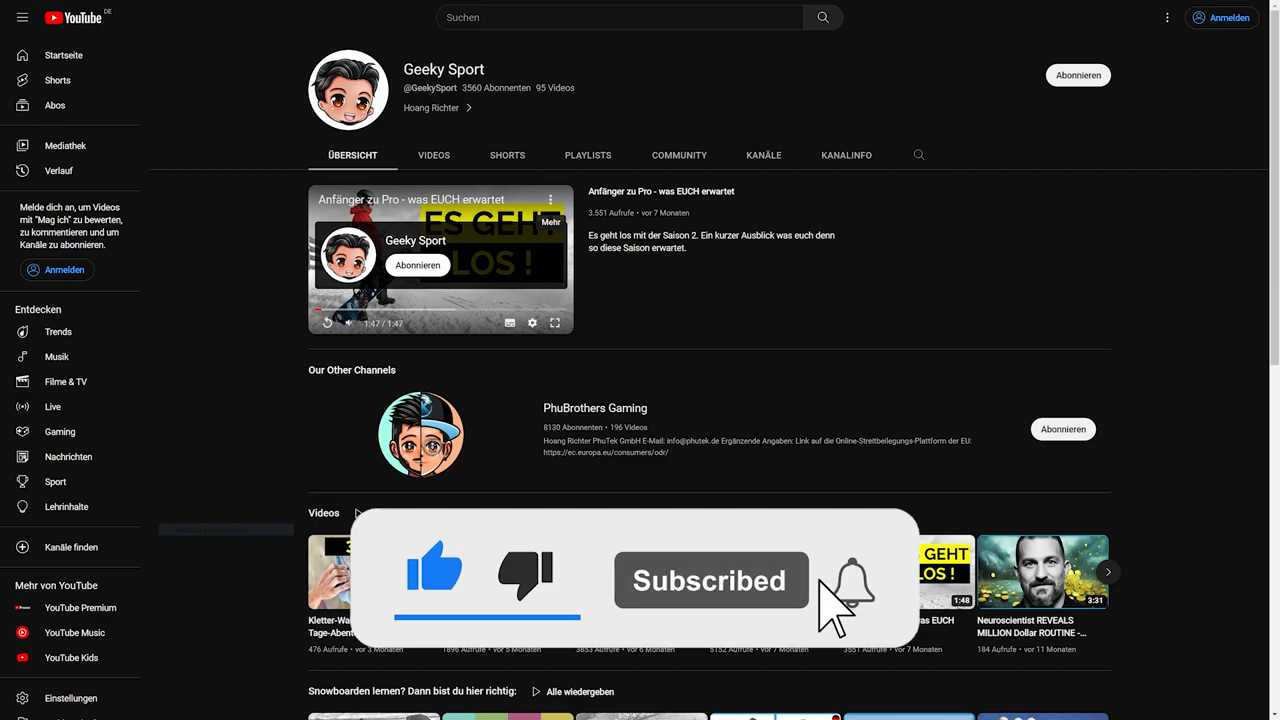 YouTube DE
Suchen
Anmelden
Startseite
Shorts
Abos
Mediathek
Verlauf
Melde dich an, um Videos
mit "Mag ich" zu bewerten,
zu kommentieren und um
Kanäle zu abonnieren.
Anmelden
Entdecken
Trends
Musik
Filme & TV
Live
Gaming
Nachrichten
Sport
Lehrinhalte
Kanäle finden
Mehr von YouTube
YouTube Premium
YouTube Music
YouTube Kids
Einstellungen
Geeky Sport
@GeekySport 3560 Abonnenten 95 Videos
Hoang Richter
Abonnieren
ÜBERSICHT VIDEOS SHORTS PLAYLISTS COMMUNITY KANÄLE KANALINFO
Anfänger zu Pro - was EUCH erwartet
ES GEHT
LOS !
Mehr
Geeky Sport
Abonnieren
1:47 / 1:47
Anfänger zu Pro - was EUCH erwartet
3.551 Aufrufe • vor 7 Monaten
Es geht los mit der Saison 2. Ein kurzer Ausblick was euch denn
so diese Saison erwartet.
Our Other Channels
PhuBrothers Gaming
8130 Abonnenten • 196 Videos
Hoang Richter PhuTek GmbH E-Mail: info@phutek.de Ergänzende Angaben: Link auf die Online-Streitbeilegungs-Plattform der EU:
https://ec.europa.eu/consumers/odr/
Abonnieren
Videos
Subscribed
GEHT
LOS !
1:48
3:31
Kletter-Wa
Tage-Abent
476 Aufrufe • vor 3 Monaten
1896 Aufrufe • vor 5 Monaten
3853 Aufrufe • vor 6 Monaten
5152 Aufrufe • vor 7 Monaten
as EUCH
3551 Aufrufe • vor 7 Monaten
Neuroscientist REVEALS
MILLION Dollar ROUTINE -...
184 Aufrufe • vor 11 Monaten
Snowboarden lernen? Dann bist du hier richtig: Alle wiedergeben